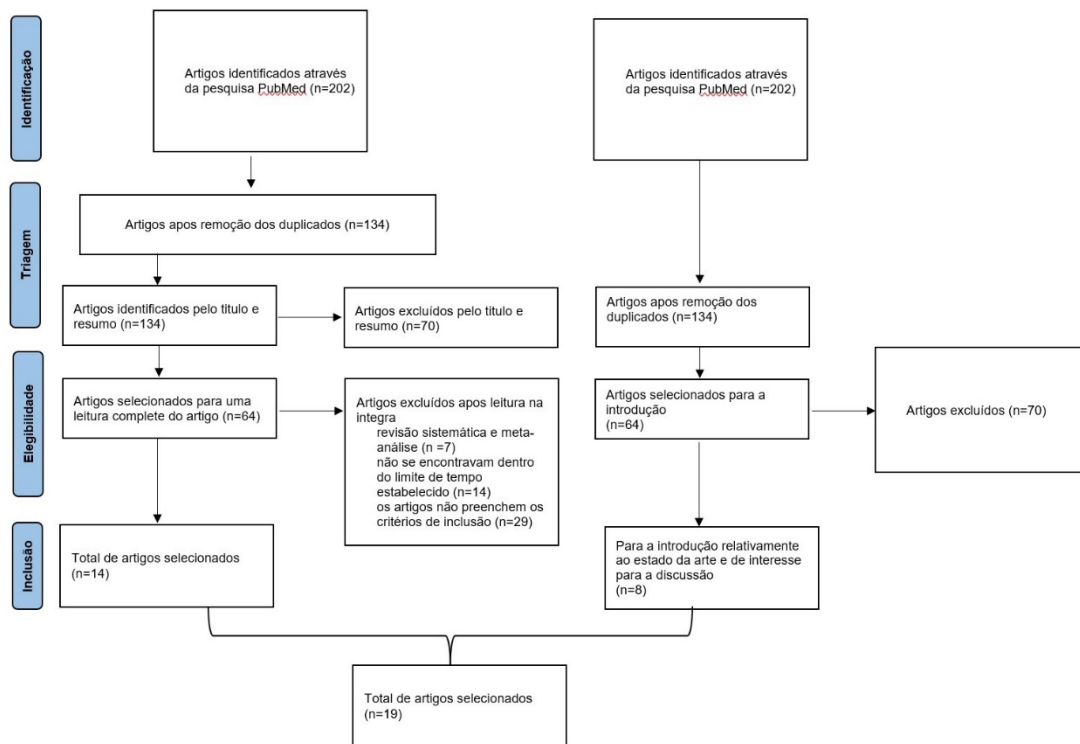 Identificação
Artigos identificados através
da pesquisa PubMed (n=202)
Artigos identificados através
da pesquisa PubMed (n=202)
Triagem
Artigos apos remoção dos duplicados (n=134)
Artigos identificados pelo titulo e
resumo (n=134)
Artigos excluídos pelo título e
resumo (n=70)
Artigos apos remoção dos
duplicados (n=134)
Elegibilidade
Artigos selecionados para uma
leitura complete do artigo (n=64)
Artigos excluídos apos leitura na
integra
revisão sistemática e meta-
análise (n =7)
não se encontravam dentro
do limite de tempo
estabelecido (n=14)
os artigos não preenchem os
critérios de inclusão (n=29)
Artigos selecionados para a
introdução
(n=64)
Artigos excluídos (n=70)
Inclusão
Total de artigos selecionados
(n=14)
Para a introdução relativamente
ao estado da arte e de interesse
para a discussão
(n=8)
Total de artigos selecionados
(n=19)